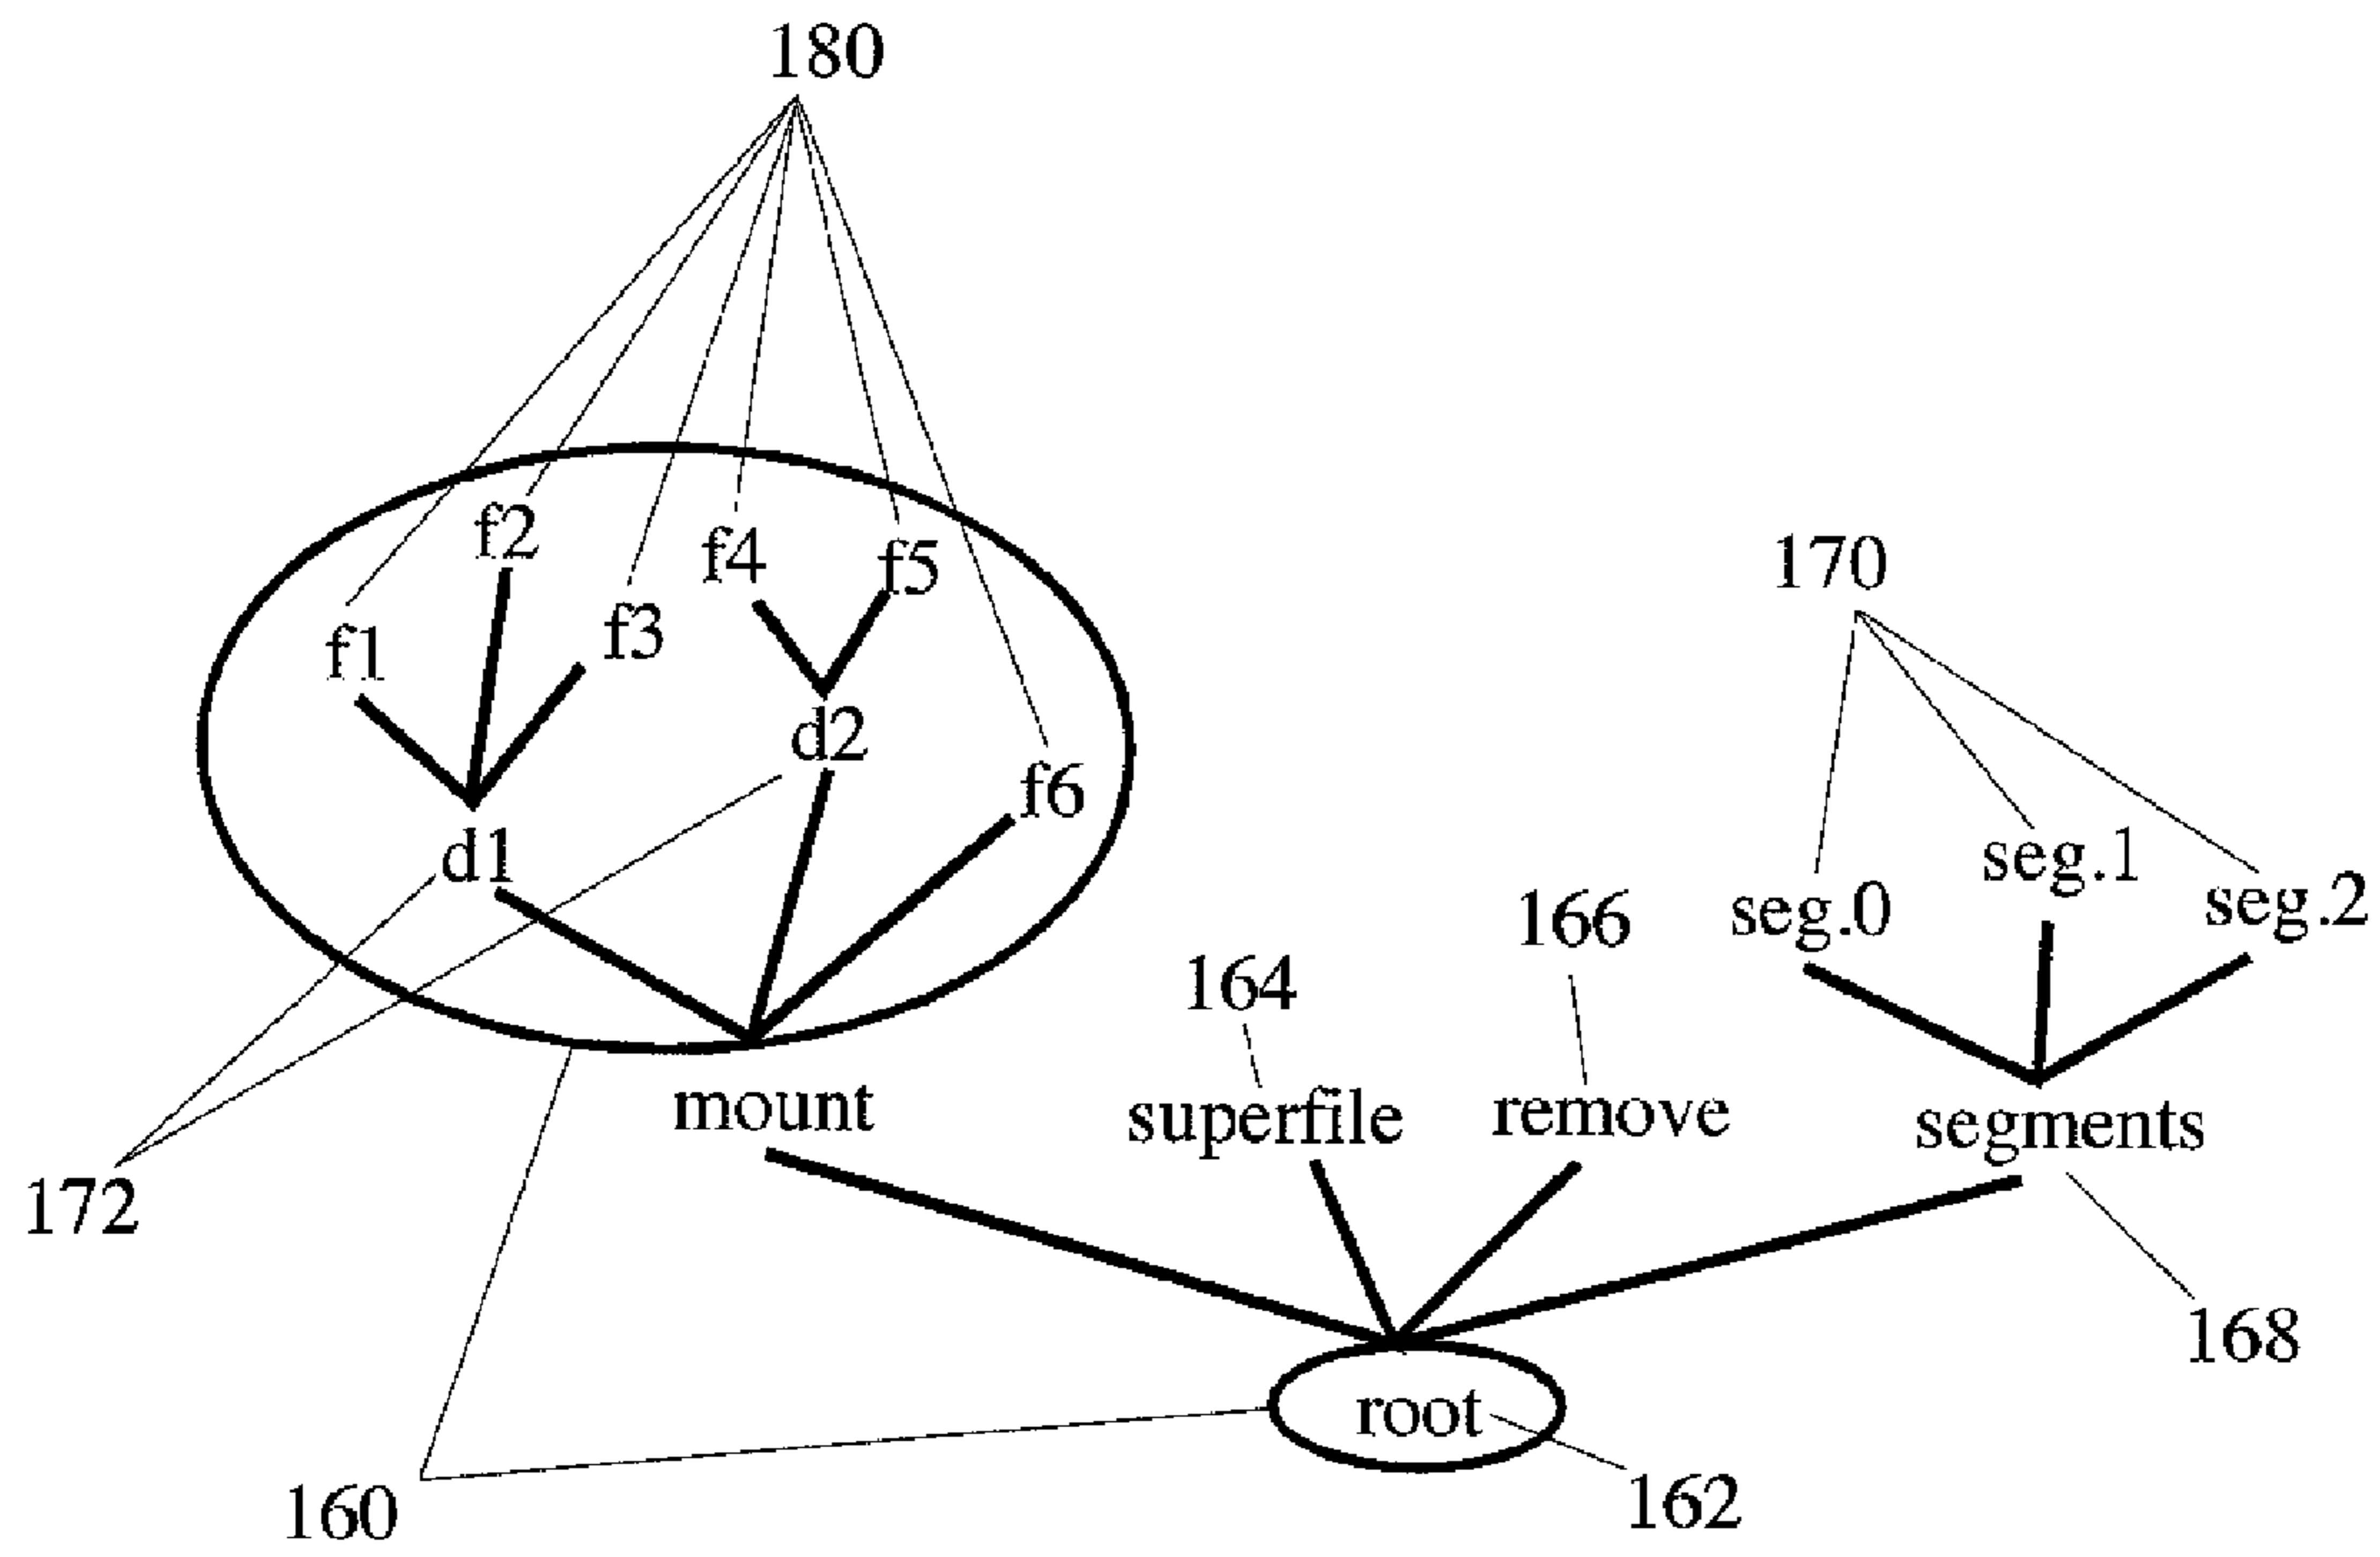 180
f2
f4
f5
170
f3
f1
d2
f6
d1
seg.1
seg.0
seg.2
166
164
mount
superfile
remove
segments
172
168
root
160
162